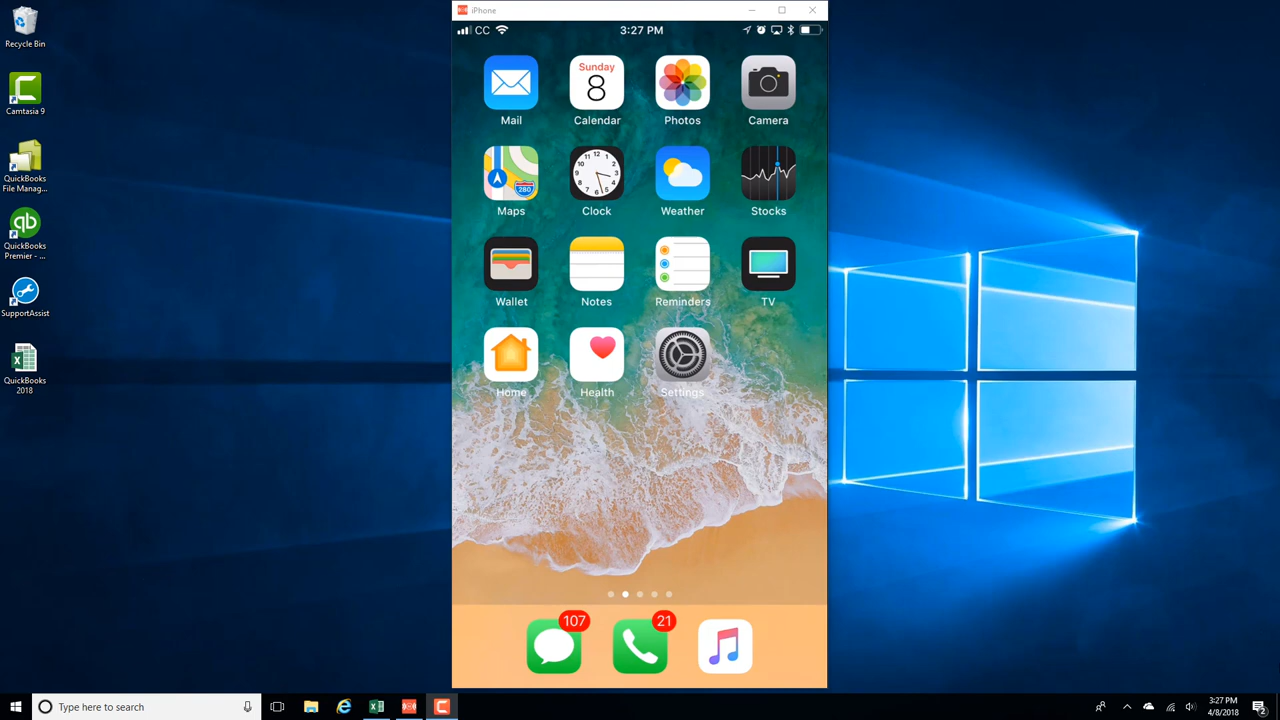 Recycle Bin
Camtasia 9
QuickBooks
File Manag...
QuickBooks
Premier - ...
SupportAssist
QuickBooks
2018
iPhone
CC
3:27 PM
Mail
Sunday
8
Calendar
Photos
Camera
280
Maps
Clock
Weather
Stocks
Wallet
Notes
Reminders
TV
Home
Health
Settings
107
21
Type here to search
3:27 PM
4/8/2018
2